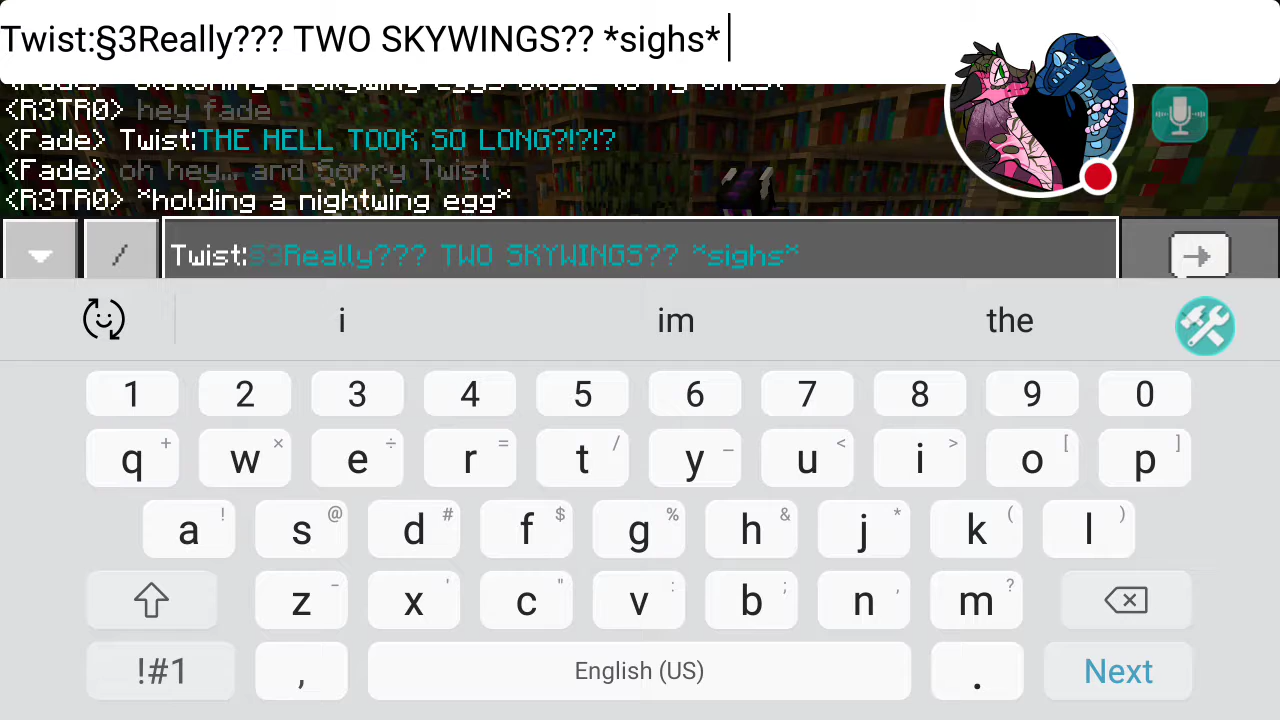 Twist:§3Really??? TWO SKYWINGS?? *sighs*
<R3TR0> hey fade
<Fade> Twist:THE HELL TOOK SO LONG?!?!?
<Fade> oh hey... and Sorry Twist
<R3TR0> *holding a nightwing egg*
/
Twist:§3Really??? TWO SKYWINGS?? *sighs*
i im the
1 2 3 4 5 6 7 8 9 0
q + w × e ÷ r = t / y _ u < i > o [ p ]
a ! s @ d # f $ g % h & j * k ( l )
z - x ' c " v : b ; n , m ?
!#1 , English (US) . Next